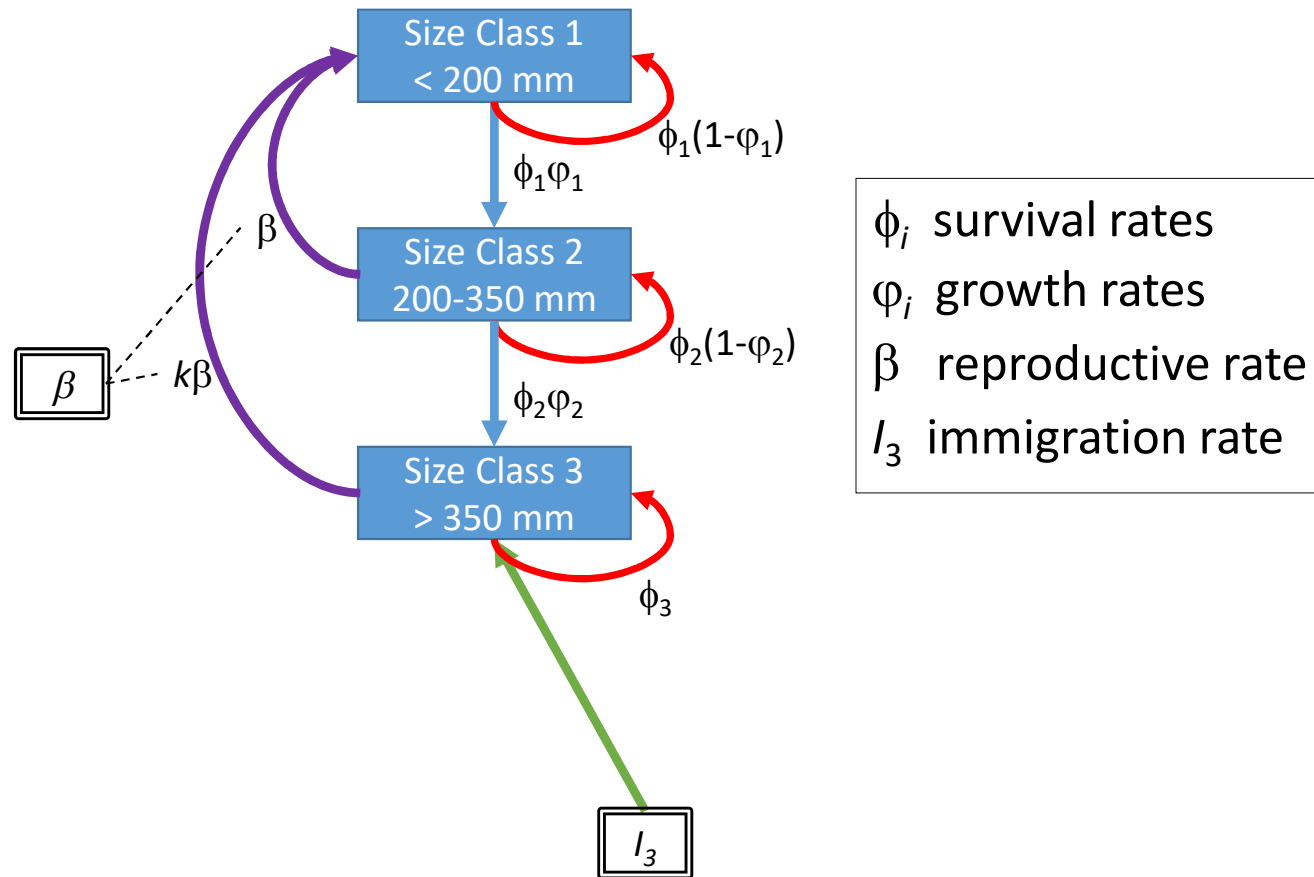 Size Class 1
< 200 mm
ϕ₁(1-φ₁)
ϕ₁φ₁
β
Size Class 2
200-350 mm
ϕ₂(1-φ₂)
β
kβ
ϕ₂φ₂
Size Class 3
> 350 mm
ϕ₃
I₃
ϕᵢ survival rates
φᵢ growth rates
β reproductive rate
I₃ immigration rate